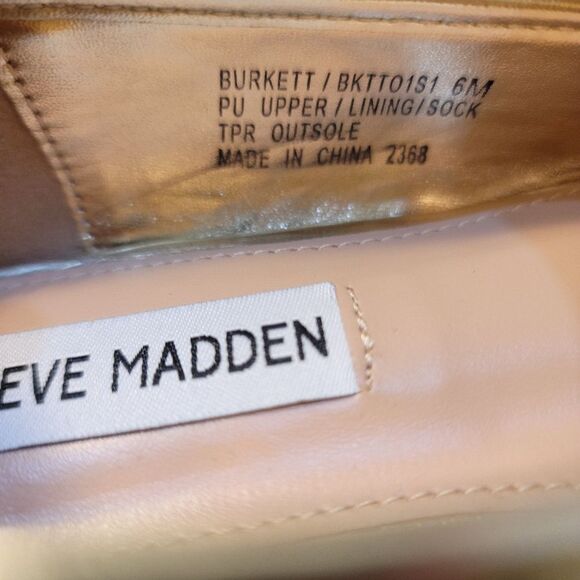 BURKETT / BKTT01S1 6M
PU UPPER / LINING/SOCK
TPR OUTSOLE
MADE IN CHINA 2368
EVE MADDEN